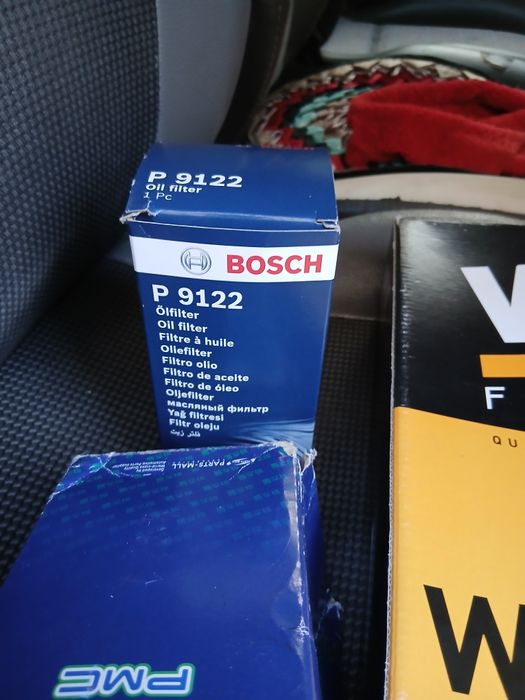 P 9122
Oil filter
1 Pc
BOSCH
P 9122
Ölfilter
Oil filter
Filtre à huile
Oliefilter
Filtro olio
Filtro de aceite
Filtro de óleo
Oljefilter
масляный фильтр
Yağ filtresi
Filtr oleju
فلتر زيت
PARTS-MALL
PMC
F
QU
W